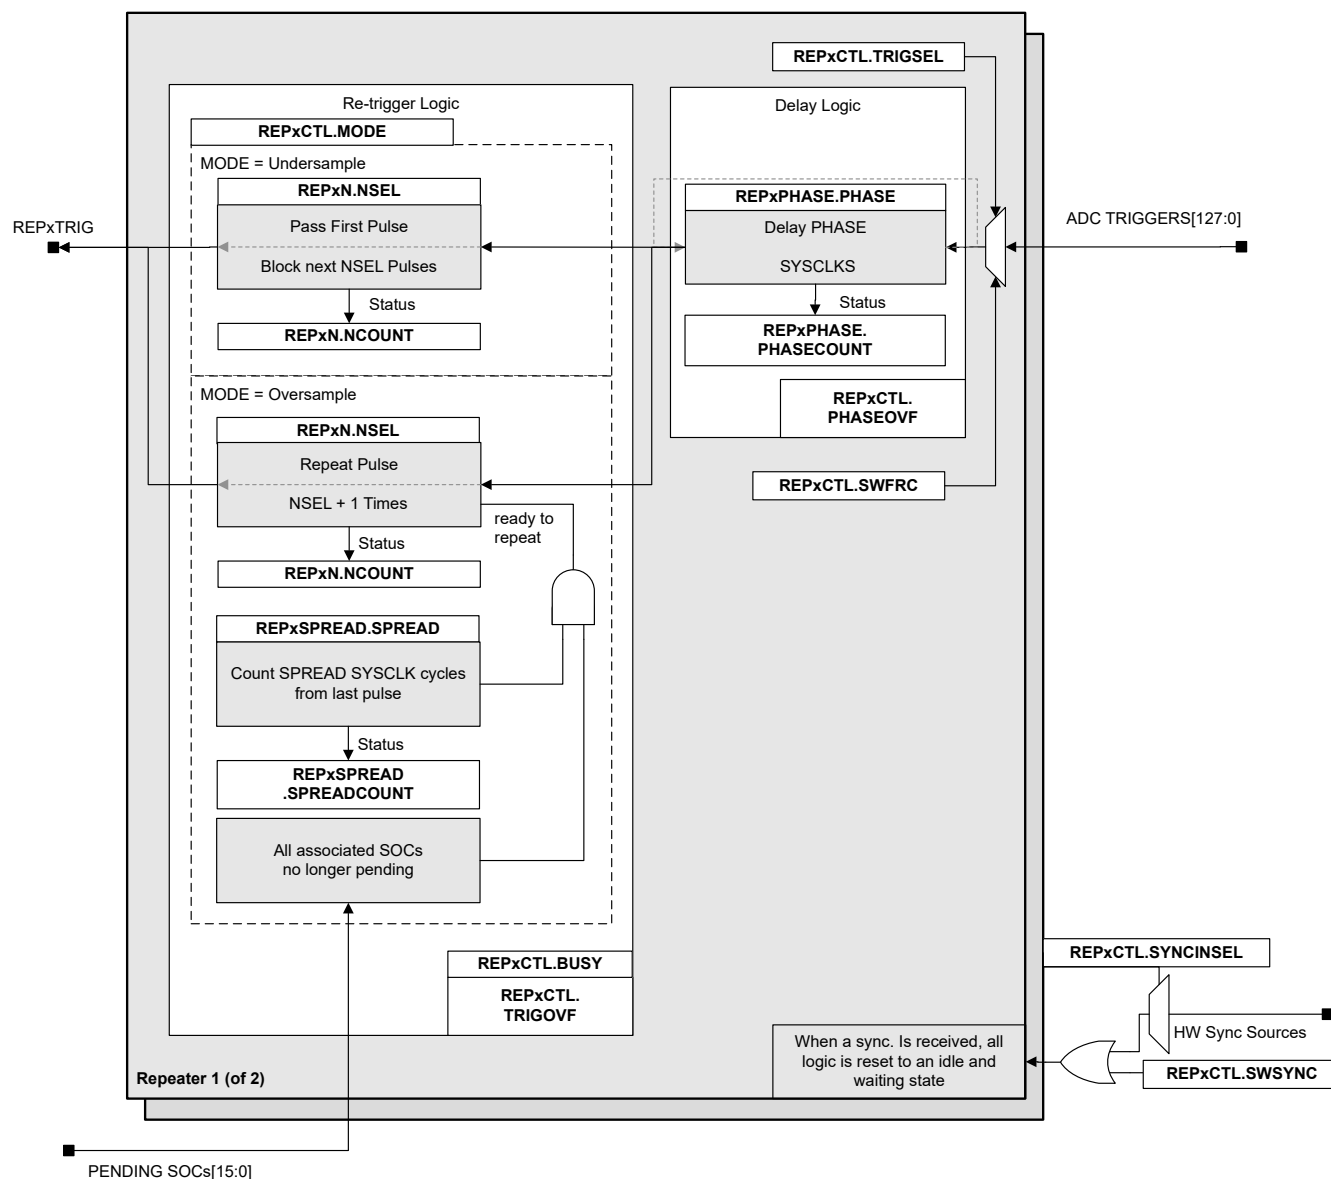 REPxCTL.TRIGSEL
Re-trigger Logic
Delay Logic
REPxCTL.MODE
MODE = Undersample
REPxN.NSEL
Pass First Pulse
Block next NSEL Pulses
Status
REPxN.NCOUNT
REPxTRIG
REPxPHASE.PHASE
Delay PHASE
SYSCLKS
Status
REPxPHASE.
PHASECOUNT
REPxCTL.
PHASEOVF
ADC TRIGGERS[127:0]
MODE = Oversample
REPxN.NSEL
Repeat Pulse
NSEL + 1 Times
ready to
repeat
Status
REPxN.NCOUNT
REPxCTL.SWFRC
REPxSPREAD.SPREAD
Count SPREAD SYSCLK cycles
from last pulse
Status
REPxSPREAD
.SPREADCOUNT
All associated SOCs
no longer pending
REPxCTL.BUSY
REPxCTL.
TRIGOVF
REPxCTL.SYNCINSEL
HW Sync Sources
REPxCTL.SWSYNC
When a sync. Is received, all
logic is reset to an idle and
waiting state
Repeater 1 (of 2)
PENDING SOCs[15:0]